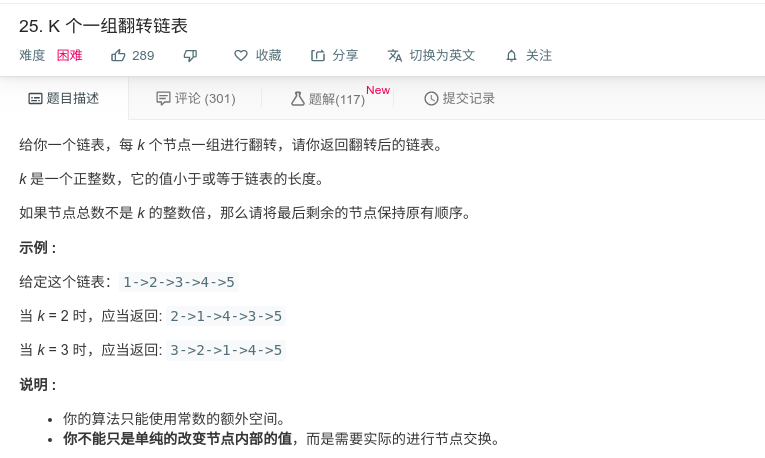 25. K 个一组翻转链表
难度 困难 289 收藏 分享 切换为英文 关注
题目描述 评论 (301) 题解(117) New 提交记录
给你一个链表，每 k 个节点一组进行翻转，请你返回翻转后的链表。
k 是一个正整数，它的值小于或等于链表的长度。
如果节点总数不是 k 的整数倍，那么请将最后剩余的节点保持原有顺序。
示例 :
给定这个链表：1->2->3->4->5
当 k = 2 时，应当返回: 2->1->4->3->5
当 k = 3 时，应当返回: 3->2->1->4->5
说明 :
• 你的算法只能使用常数的额外空间。
• 你不能只是单纯的改变节点内部的值，而是需要实际的进行节点交换。